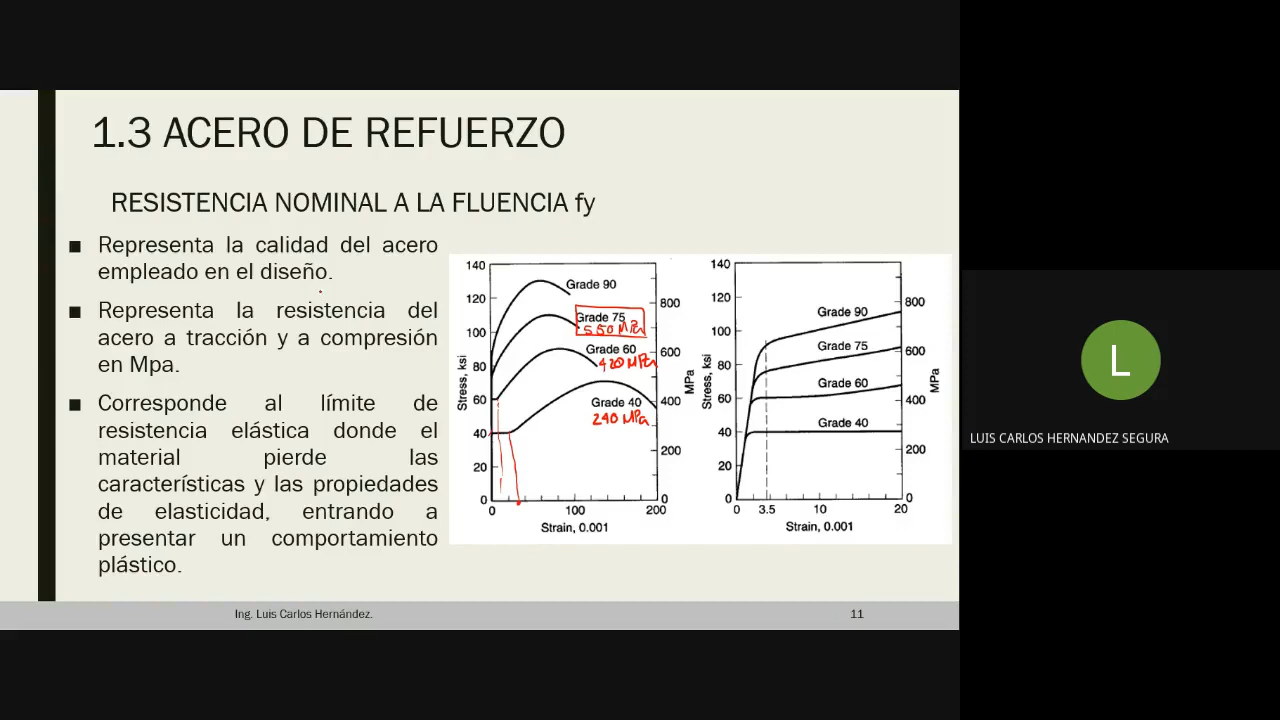 1.3 ACERO DE REFUERZO
RESISTENCIA NOMINAL A LA FLUENCIA fy
■ Representa la calidad del acero
empleado en el diseño.
■ Representa la resistencia del
acero a tracción y a compresión
en Mpa.
■ Corresponde al límite de
resistencia elástica donde el
material pierde las
características y las propiedades
de elasticidad, entrando a
presentar un comportamiento
plástico.
140
120
100
80
60
40
20
0
Stress, ksi
Grade 90
Grade 75
550 MPa
Grade 60
420 MPa
Grade 40
240 MPa
800
600
400
200
0
MPa
0 100 200
Strain, 0.001
140
120
100
80
60
40
20
0
Stress, ksi
Grade 90
Grade 75
Grade 60
Grade 40
800
600
400
200
0
MPa
0 3.5 10 20
Strain, 0.001
Ing. Luis Carlos Hernández.
11
L
LUIS CARLOS HERNANDEZ SEGURA